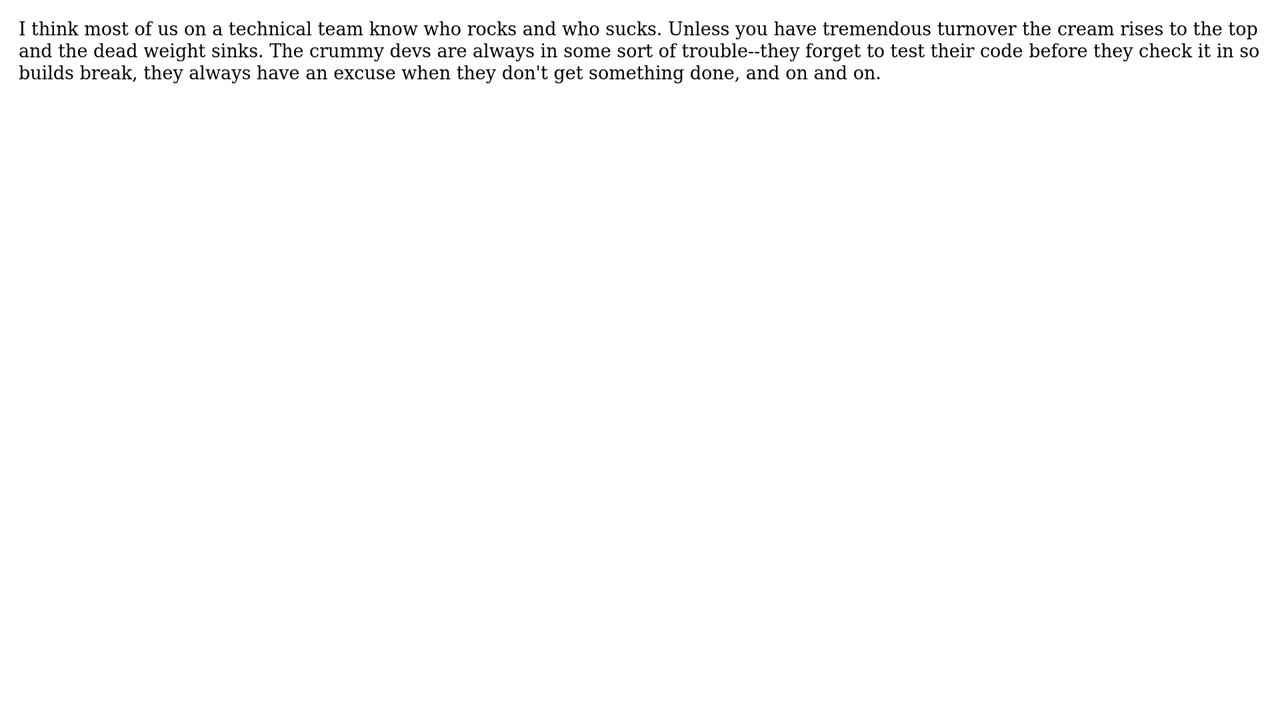 I think most of us on a technical team know who rocks and who sucks. Unless you have tremendous turnover the cream rises to the top
and the dead weight sinks. The crummy devs are always in some sort of trouble--they forget to test their code before they check it in so
builds break, they always have an excuse when they don't get something done, and on and on.